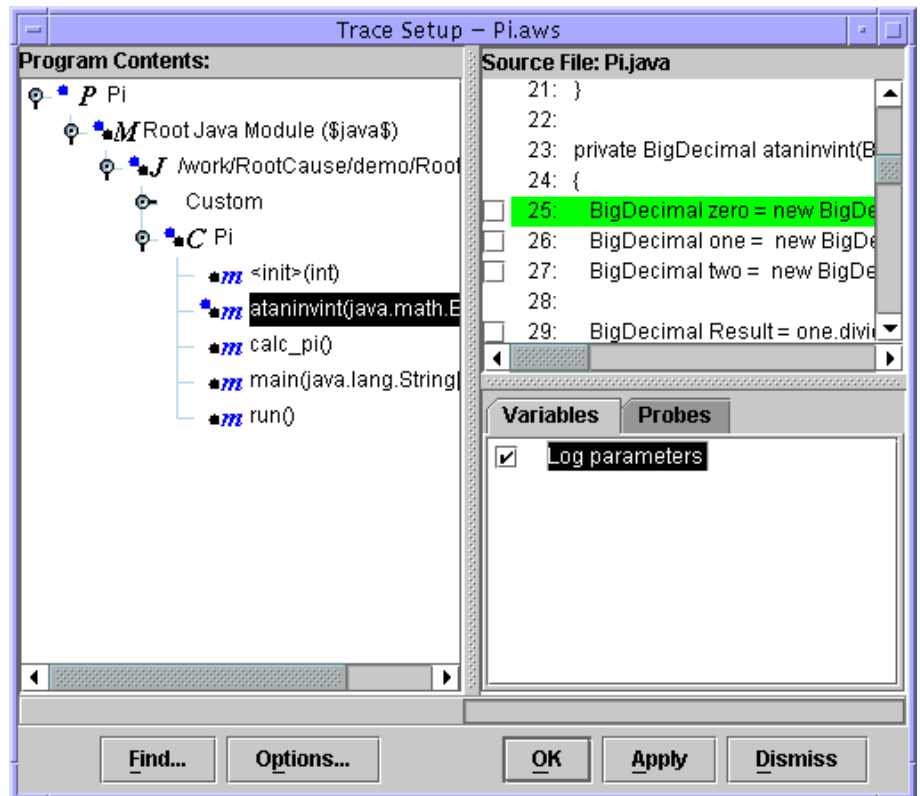 Trace Setup – Pi.aws
Program Contents:
P Pi
M Root Java Module ($java$)
J /work/RootCause/demo/Root
Custom
C Pi
m <init>(int)
m ataninvint(java.math.B
m calc_pi()
m main(java.lang.String[
m run()
Source File: Pi.java
21: }
22:
23: private BigDecimal ataninvint(B
24: {
25: BigDecimal zero = new BigDe
26: BigDecimal one = new BigDe
27: BigDecimal two = new BigDe
28:
29: BigDecimal Result = one.divi
Variables Probes
Log parameters
Find... Options... OK Apply Dismiss